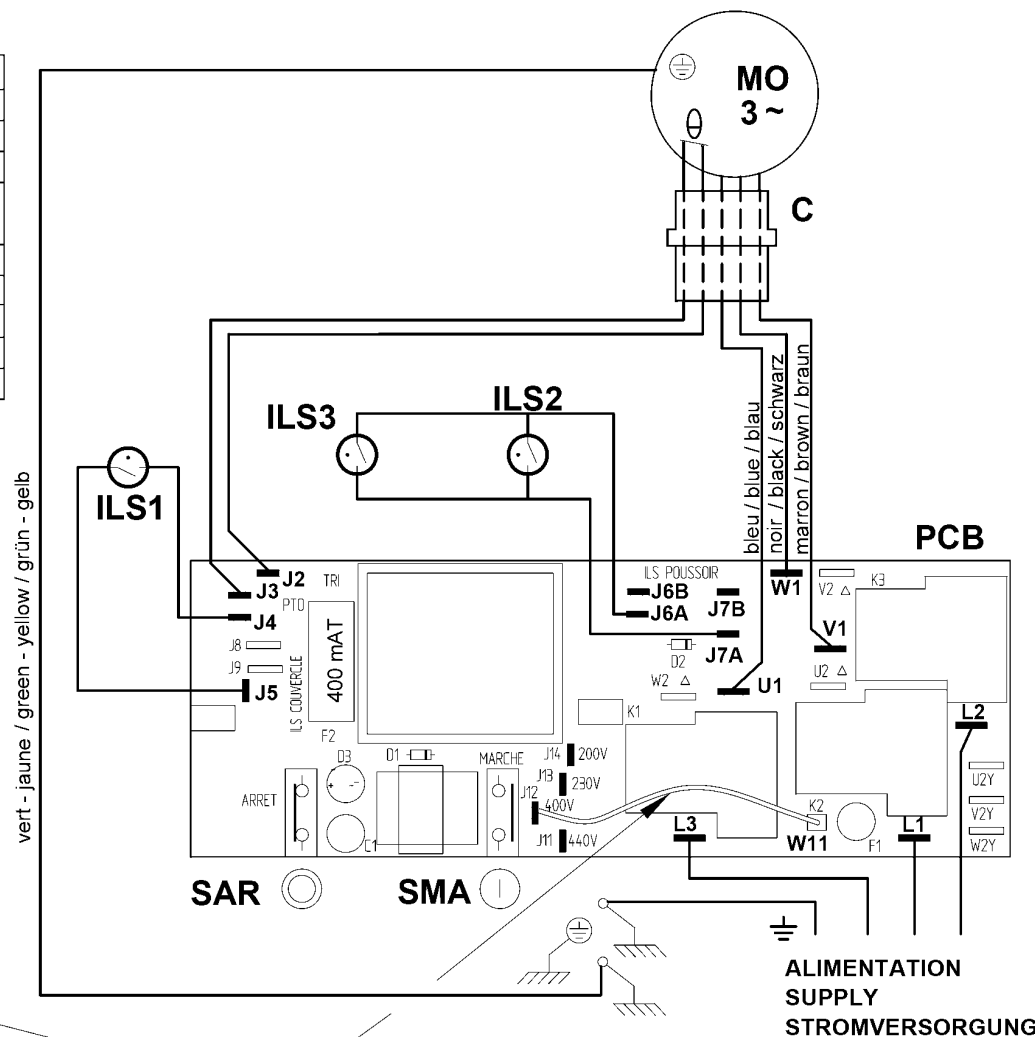 MO
3 ~
C
ILS3
ILS2
ILS1
vert - jaune / green - yellow / grün - gelb
bleu / blue / blau
noir / black / schwarz
marron / brown / braun
PCB
J2
TRI
J3
PTO
J4
J8
J9
J5
ILS COUVERCLE
400 mAT
F2
ILS POUSSOIR
J6B
J6A
J7B
J7A
D2
W2
U1
W1
V2
K3
V1
U2
K1
L2
D3
D1
MARCHE
ARRET
C1
J14 200V
J13 230V
J12 400V
J11 440V
L3
K2
W11
F1
L1
U2Y
V2Y
W2Y
SAR
SMA
ALIMENTATION
SUPPLY
STROMVERSORGUNG